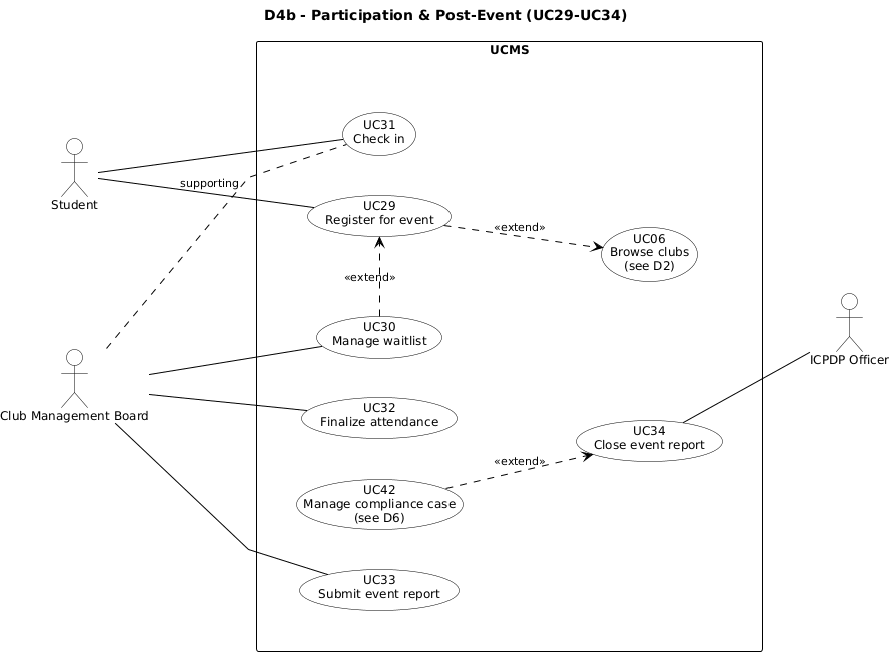 D4b - Participation & Post-Event (UC29-UC34)
UCMS
UC31
Check in
Student
supporting
UC29
Register for event
«extend»
UC06
Browse clubs
(see D2)
«extend»
UC30
Manage waitlist
ICPDP Officer
Club Management Board
UC32
Finalize attendance
UC34
Close event report
«extend»
UC42
Manage compliance case
(see D6)
UC33
Submit event report